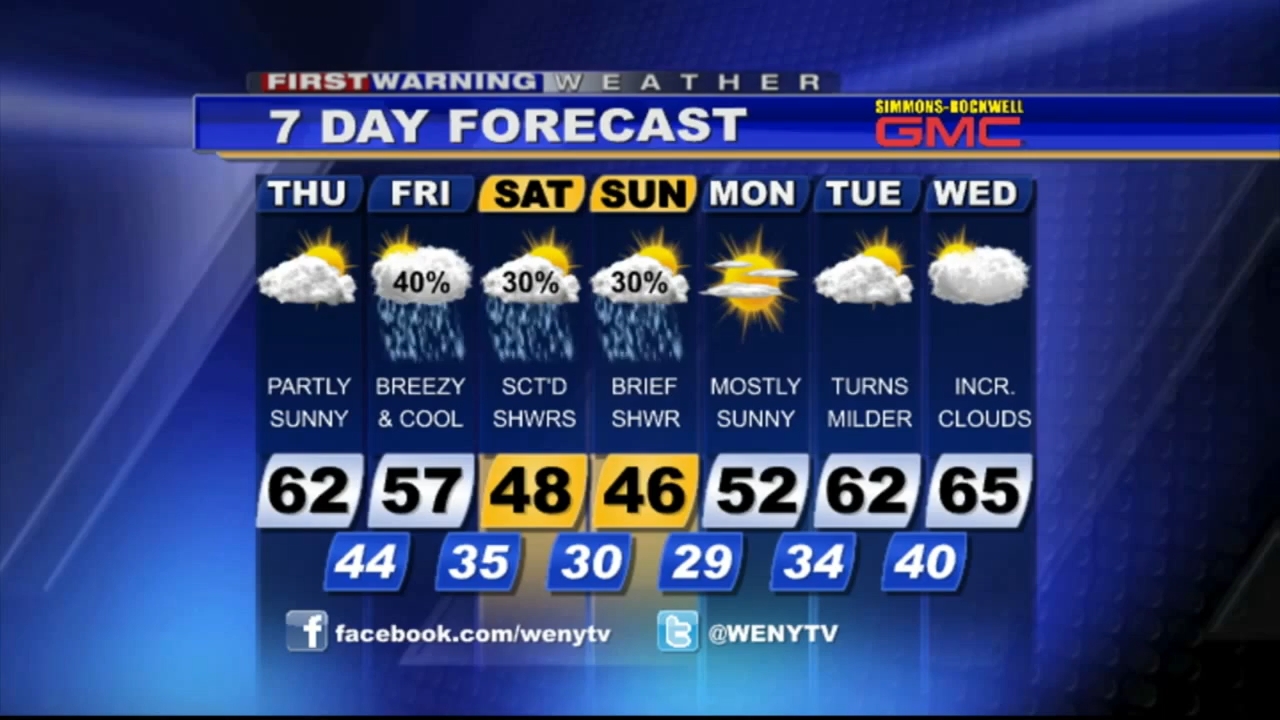 FIRST WARNING WEATHER
7 DAY FORECAST
SIMMONS-ROCKWELL
GMC
THU FRI SAT SUN MON TUE WED
40% 30% 30%
PARTLY BREEZY SCT'D BRIEF MOSTLY TURNS INCR.
SUNNY & COOL SHWRS SHWR SUNNY MILDER CLOUDS
62 57 48 46 52 62 65
44 35 30 29 34 40
f facebook.com/wenytv t @WENYTV